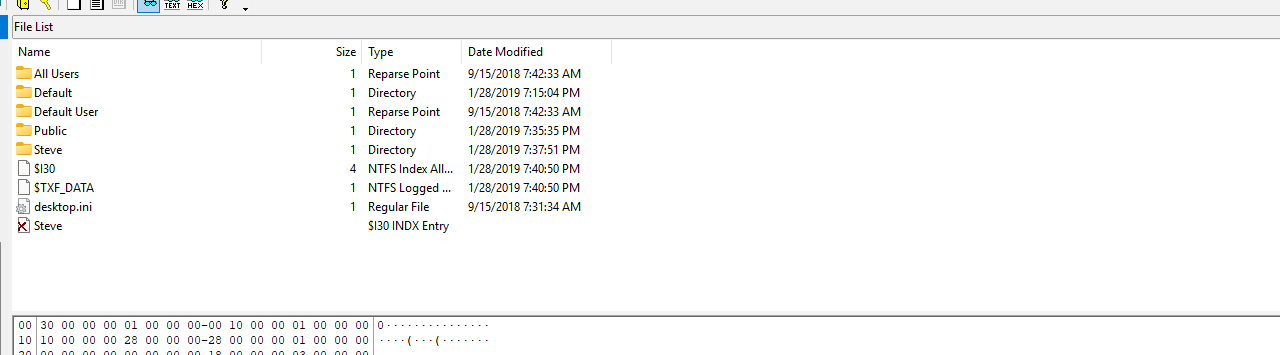 TEXT HEX ?
File List
Name Size Type Date Modified
All Users 1 Reparse Point 9/15/2018 7:42:33 AM
Default 1 Directory 1/28/2019 7:15:04 PM
Default User 1 Reparse Point 9/15/2018 7:42:33 AM
Public 1 Directory 1/28/2019 7:35:35 PM
Steve 1 Directory 1/28/2019 7:37:51 PM
$I30 4 NTFS Index All... 1/28/2019 7:40:50 PM
$TXF_DATA 1 NTFS Logged ... 1/28/2019 7:40:50 PM
desktop.ini 1 Regular File 9/15/2018 7:31:34 AM
Steve $I30 INDX Entry
00 30 00 00 00 01 00 00 00-00 10 00 00 01 00 00 00 0···············
10 10 00 00 00 28 00 00 00-28 00 00 00 01 00 00 00 ····(···(·······